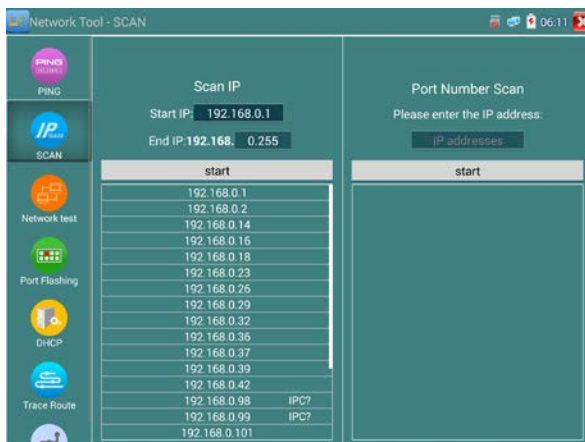 Network Tool - SCAN
06:11
PING
PING
IP
SCAN
Network test
Port Flashing
DHCP
Trace Route
Scan IP
Start IP: 192.168.0.1
End IP:192.168. 0.255
start
192.168.0.1
192.168.0.2
192.168.0.14
192.168.0.16
192.168.0.18
192.168.0.23
192.168.0.26
192.168.0.29
192.168.0.32
192.168.0.36
192.168.0.37
192.168.0.39
192.168.0.42
192.168.0.98 IPC?
192.168.0.99 IPC?
192.168.0.101
Port Number Scan
Please enter the IP address:
IP addresses
start